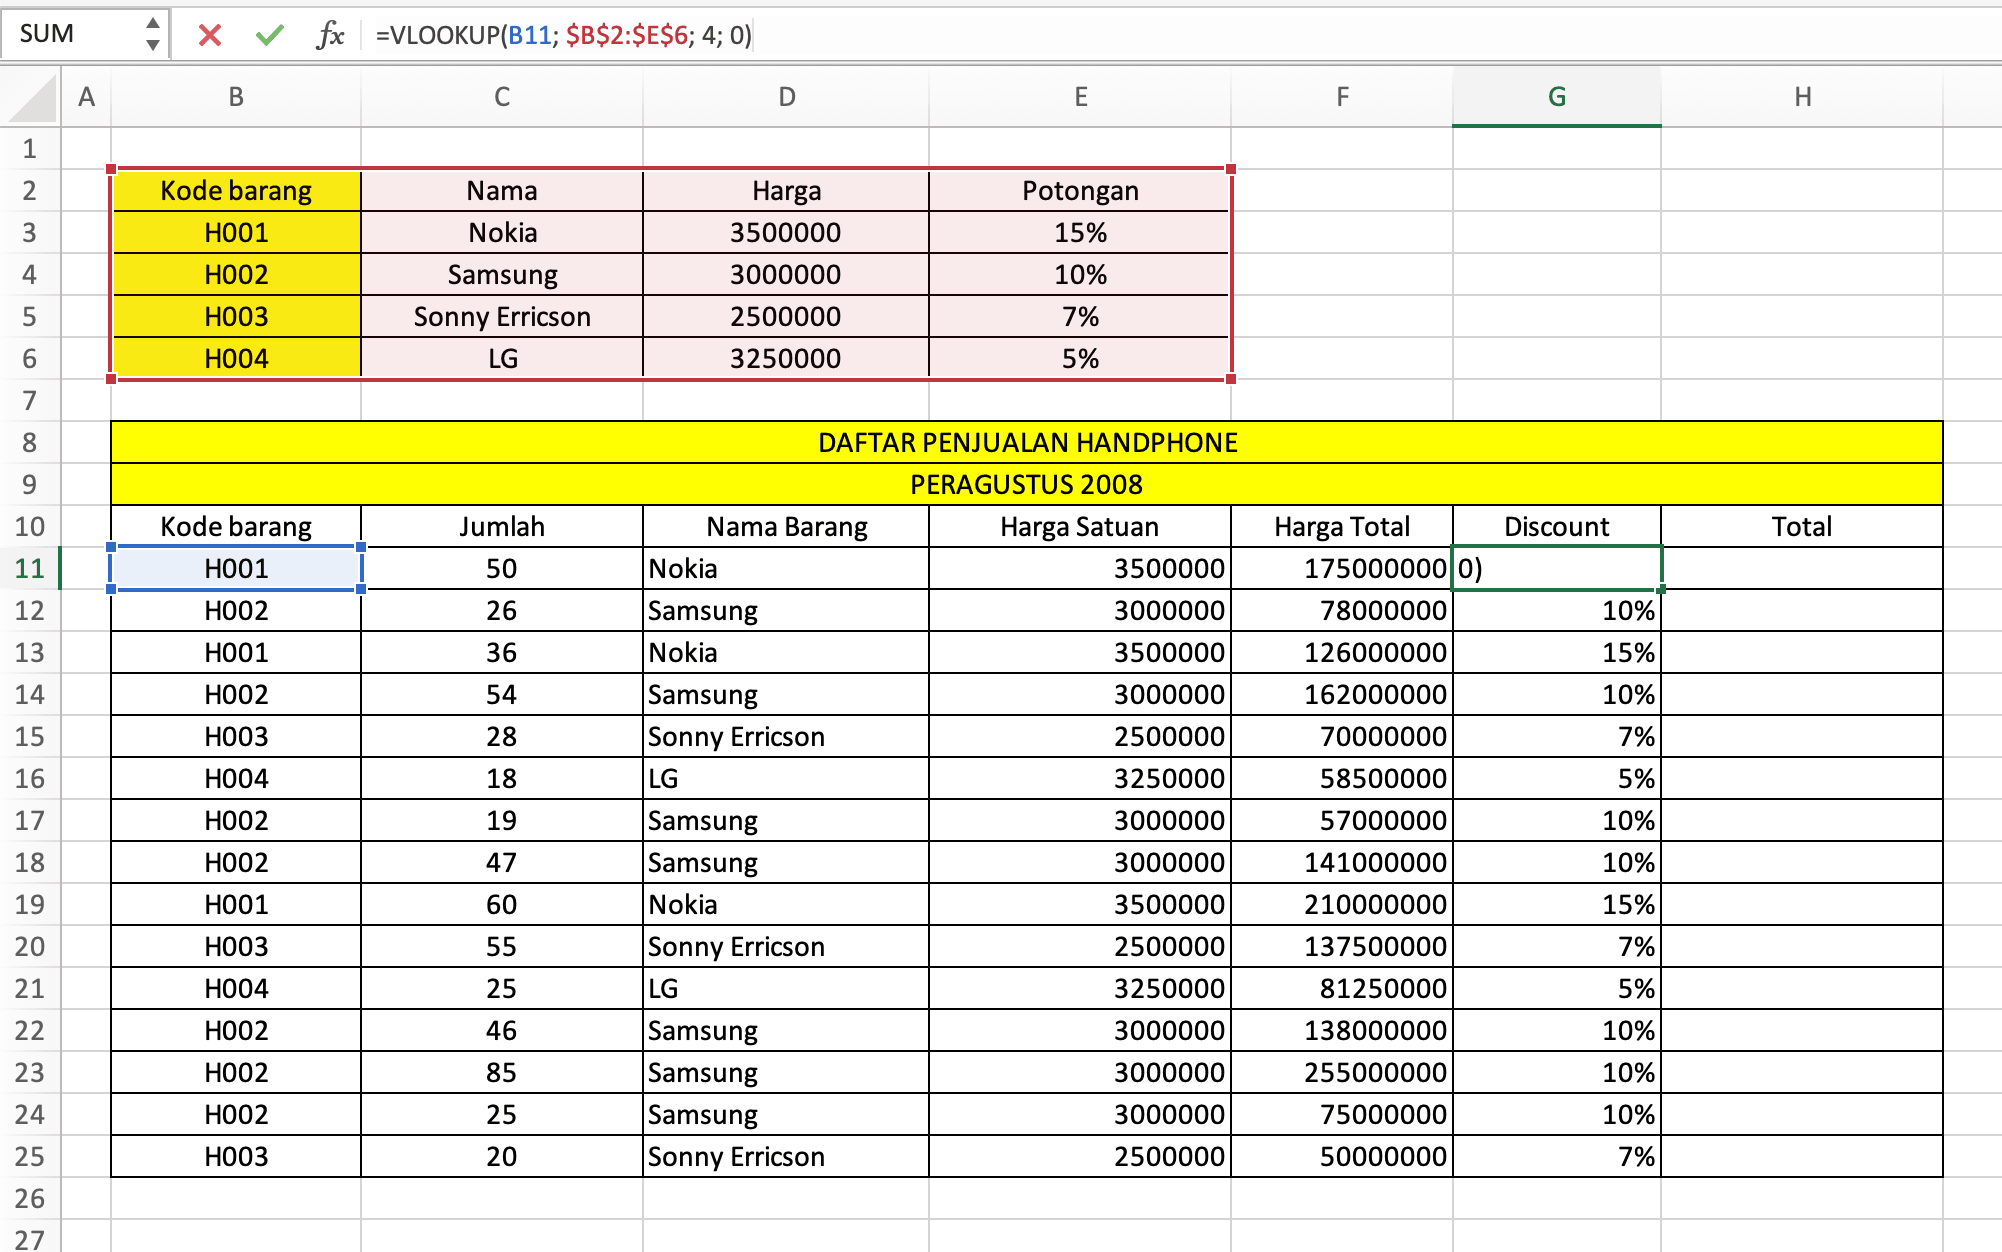 SUM fx =VLOOKUP(B11; $B$2:$E$6; 4; 0)
A B C D E F G H
1
2 Kode barang Nama Harga Potongan
3 H001 Nokia 3500000 15%
4 H002 Samsung 3000000 10%
5 H003 Sonny Erricson 2500000 7%
6 H004 LG 3250000 5%
7
8 DAFTAR PENJUALAN HANDPHONE
9 PERAGUSTUS 2008
10 Kode barang Jumlah Nama Barang Harga Satuan Harga Total Discount Total
11 H001 50 Nokia 3500000 175000000 0)
12 H002 26 Samsung 3000000 78000000 10%
13 H001 36 Nokia 3500000 126000000 15%
14 H002 54 Samsung 3000000 162000000 10%
15 H003 28 Sonny Erricson 2500000 70000000 7%
16 H004 18 LG 3250000 58500000 5%
17 H002 19 Samsung 3000000 57000000 10%
18 H002 47 Samsung 3000000 141000000 10%
19 H001 60 Nokia 3500000 210000000 15%
20 H003 55 Sonny Erricson 2500000 137500000 7%
21 H004 25 LG 3250000 81250000 5%
22 H002 46 Samsung 3000000 138000000 10%
23 H002 85 Samsung 3000000 255000000 10%
24 H002 25 Samsung 3000000 75000000 10%
25 H003 20 Sonny Erricson 2500000 50000000 7%
26
27